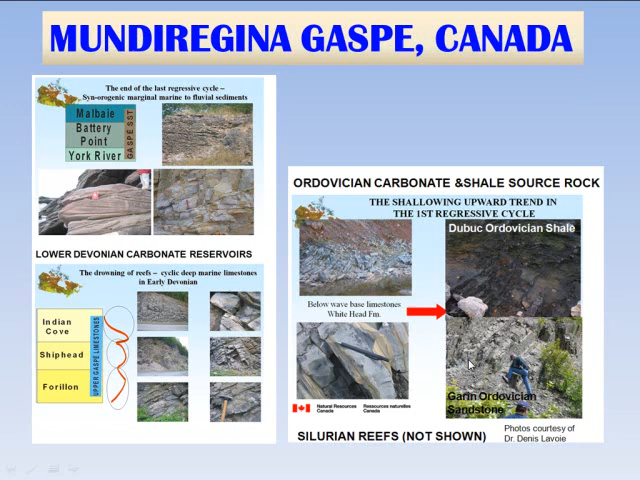 MUNDIREGINA GASPE, CANADA
The end of the last regressive cycle –
Syn-orogenic marginal marine to fluvial sediments
Malbaie
Battery
Point
York River
GASPE SST
LOWER DEVONIAN CARBONATE RESERVOIRS
The drowning of reefs – cyclic deep marine limestones
in Early Devonian
Indian
Cove
Shiphead
Forillon
UPPER GASPE LIMESTONES
ORDOVICIAN CARBONATE &SHALE SOURCE ROCK
THE SHALLOWING UPWARD TREND IN
THE 1ST REGRESSIVE CYCLE
Dubuc Ordovician Shale
Below wave base limestones
White Head Fm.
Garin Ordovician
Sandstone
Natural Resources
Canada
Ressources naturelles
Canada
SILURIAN REEFS (NOT SHOWN)
Photos courtesy of
Dr. Denis Lavoie